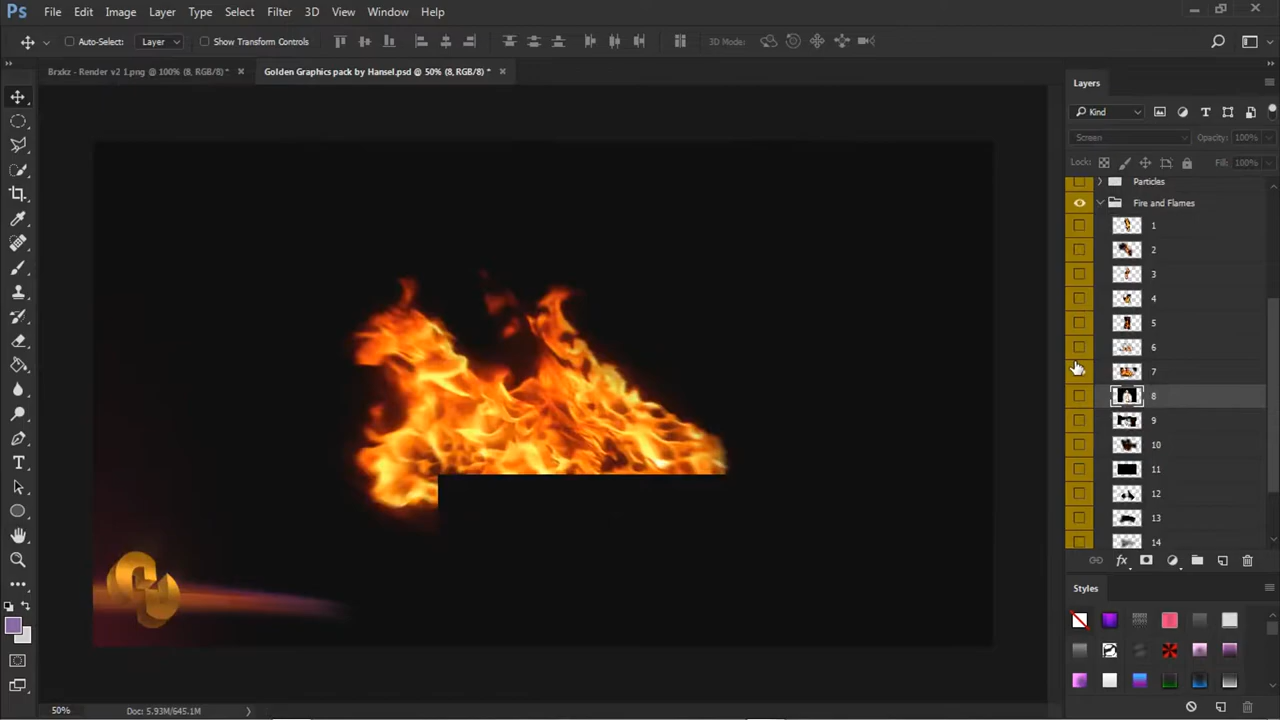 Ps File Edit Image Layer Type Select Filter 3D View Window Help
Auto-Select: Layer Show Transform Controls 3D Mode:
Brxkz - Render v2 1.png @ 100% (8, RGB/8) * Golden Graphics pack by Hansel.psd @ 50% (8, RGB/8) *
Layers
Kind
Screen Opacity: 100%
Lock: Fill: 100%
Particles
Fire and Flames
1
2
3
4
5
6
7
8
9
10
11
12
13
14
fx
Styles
50% Doc: 5.93M/645.1M